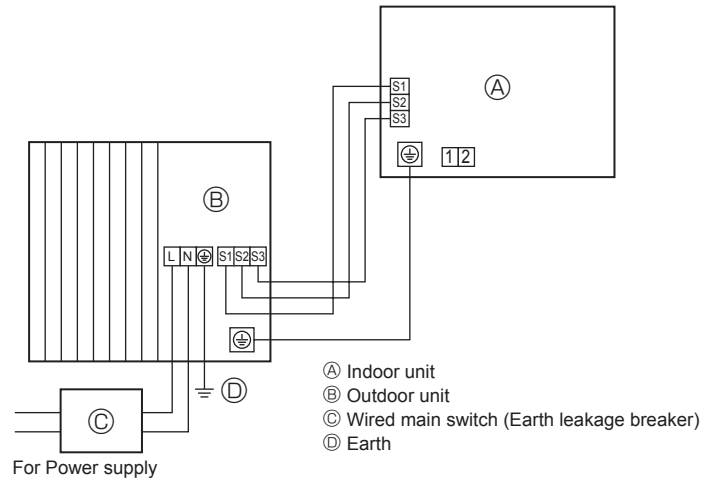 S1
S2
S3
Ⓐ
1 2
Ⓑ
L N S1 S2 S3
Ⓓ
Ⓒ
For Power supply
Ⓐ Indoor unit
Ⓑ Outdoor unit
Ⓒ Wired main switch (Earth leakage breaker)
Ⓓ Earth